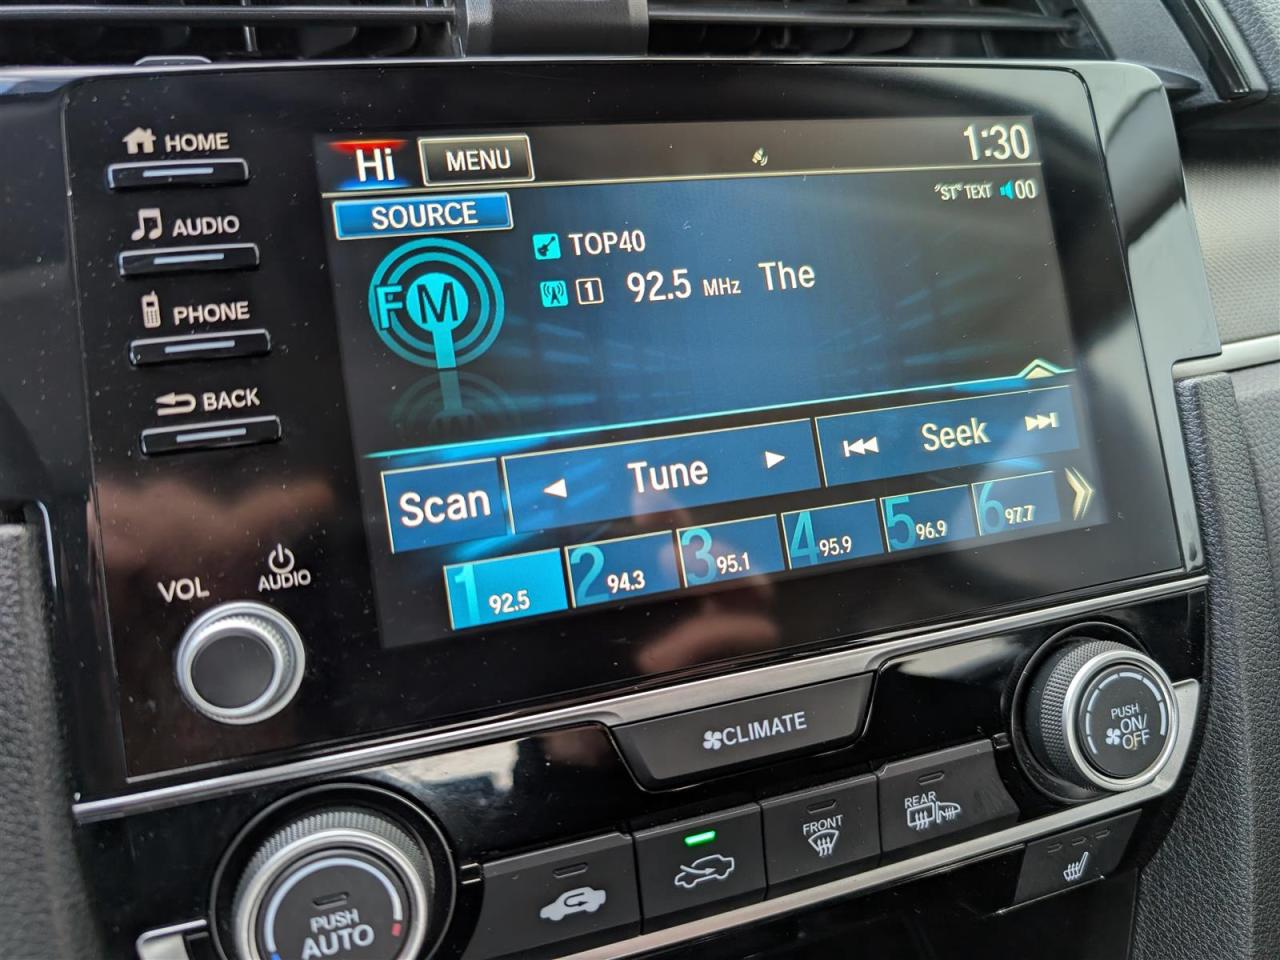 HOME
AUDIO
PHONE
BACK
VOL
AUDIO
Hi
MENU
1:30
SOURCE
"ST" TEXT 00
FM
TOP40
1 92.5 MHz The
Scan
Tune
Seek
1 92.5
2 94.3
3 95.1
4 95.9
5 96.9
6 97.7
CLIMATE
PUSH
ON/
OFF
PUSH
AUTO
FRONT
REAR